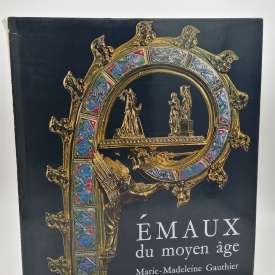 ÉMAUX
du moyen âge
Marie-Madeleine Gauthier